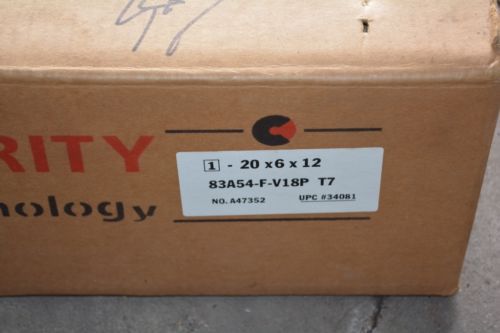 RITY
nology
1 - 20 x 6 x 12
83A54-F-V18P T7
NO. A47352 UPC #34081